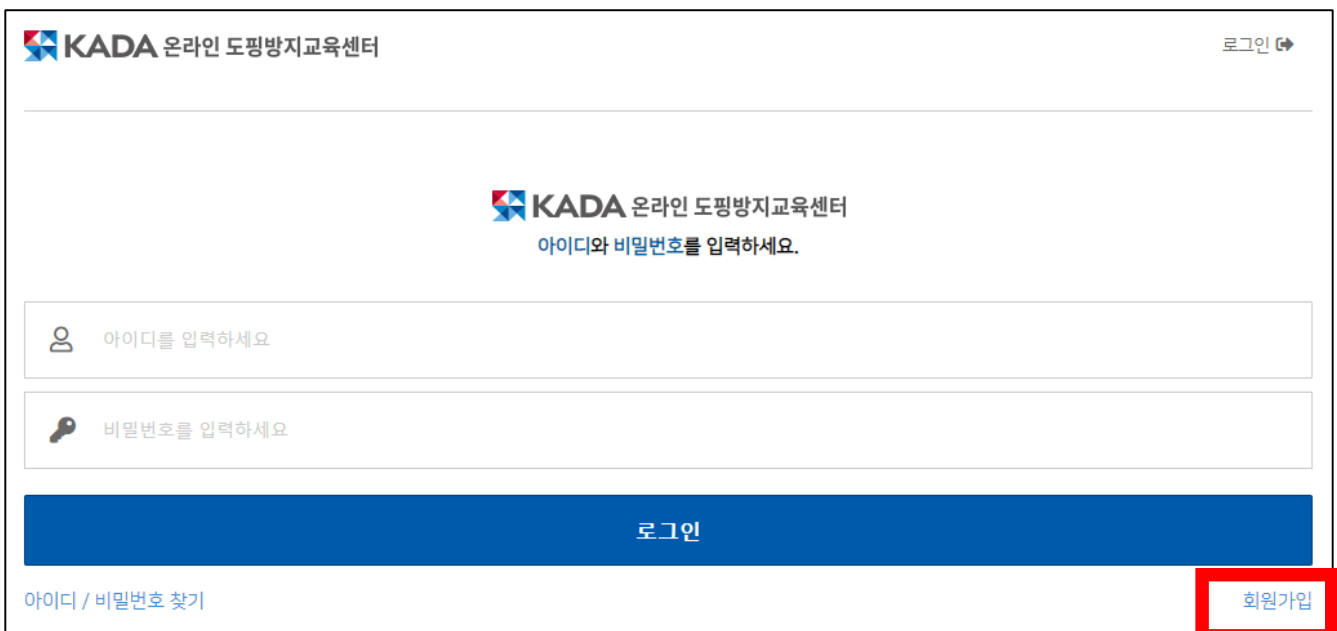 KADA 온라인 도핑방지교육센터
로그인
KADA 온라인 도핑방지교육센터
아이디와 비밀번호를 입력하세요.
아이디를 입력하세요
비밀번호를 입력하세요
로그인
아이디 / 비밀번호 찾기
회원가입